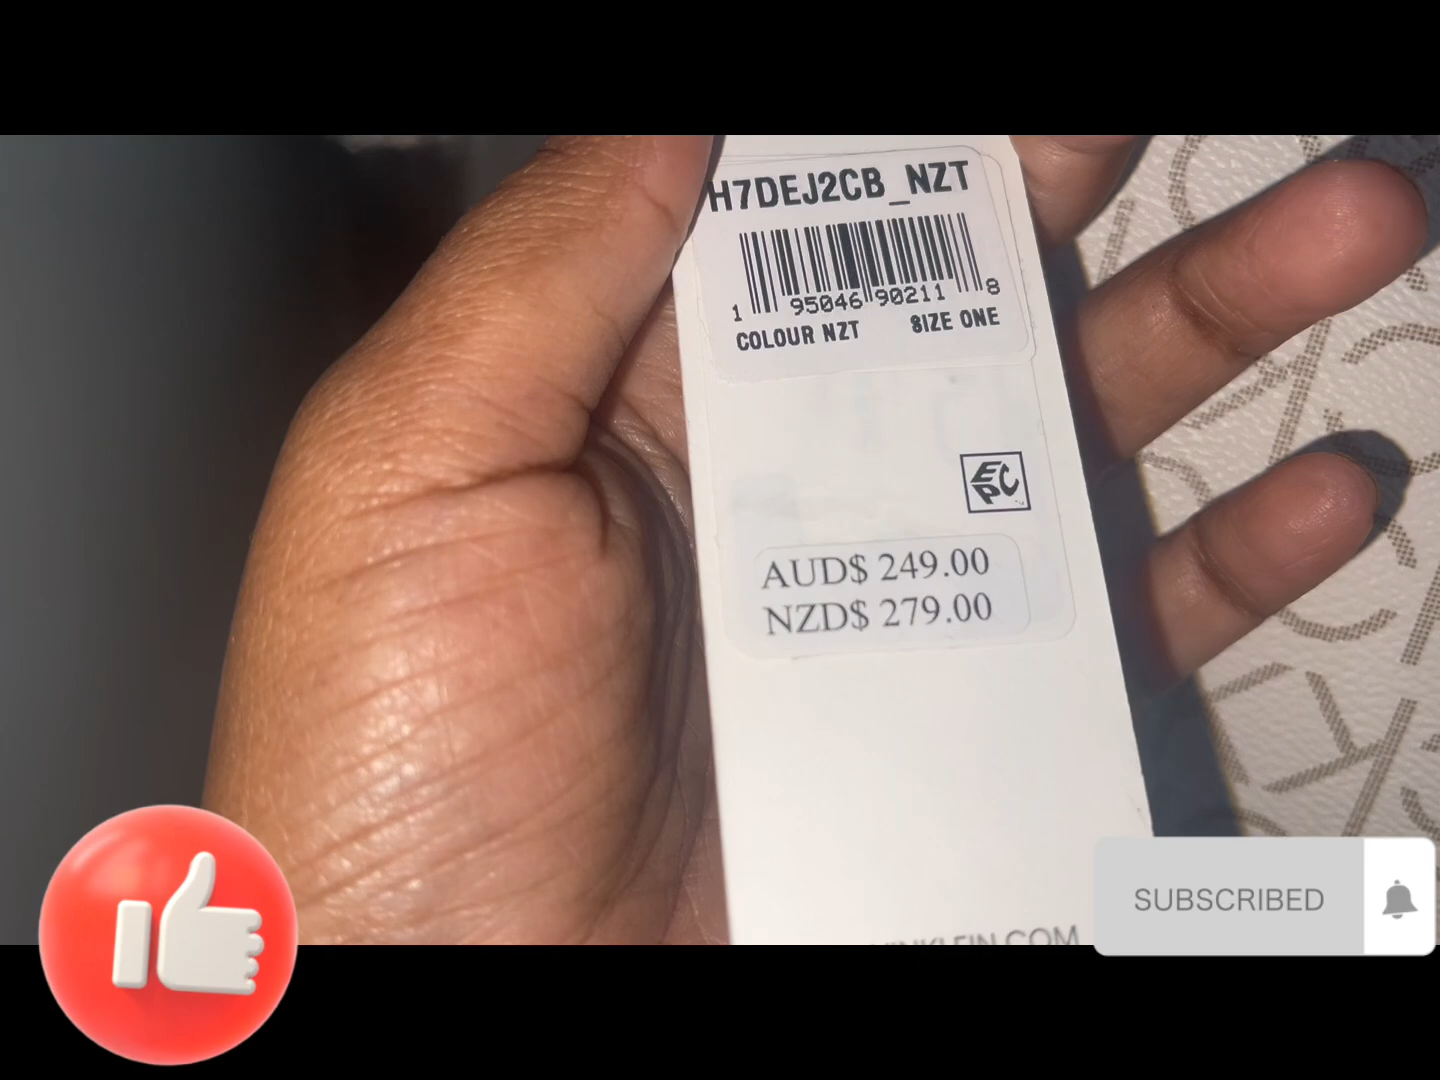 H7DEJ2CB_NZT
1 95046 90211 8
COLOUR NZT SIZE ONE
EPC
AUD$ 249.00
NZD$ 279.00
SUBSCRIBED